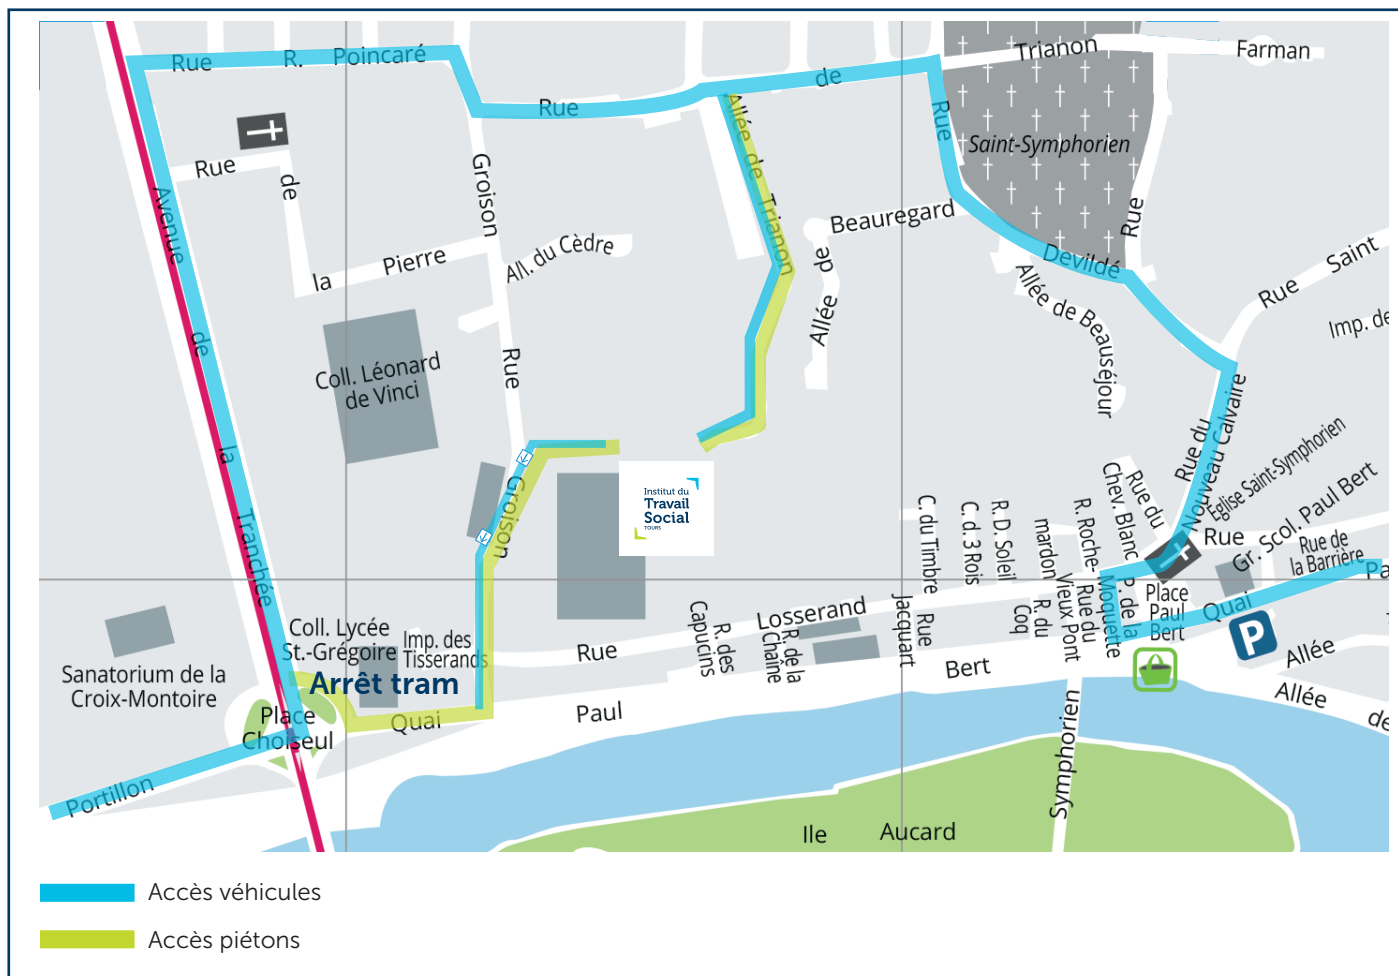 Rue R. Poincaré
Rue
de
Trianon
Farman
Rue
Saint-Symphorien
Rue
de
la
Pierre
Groison
All. du Cèdre
Allée de Trianon
Beauregard
Allée
de
Devildé
Rue
Rue Saint
Imp. de
Allée de Beauséjour
Avenue
de
la
Tranchée
Coll. Léonard
de Vinci
Rue
Groison
Institut du
Travail
Social
TOURS
Rue du
Nouveau Calvaire
Eglise Saint-Symphorien
Rue du
Chev. Blanc
Rue
Gr. Scol. Paul Bert
Rue de
la Barrière
Pa
C. du Timbre
C. d. 3 Rois
R. D. Soleil
R. Roche-
mardon
P. de la
Moquette
Place
Paul
Bert
Quai
P
Rue du
Vieux Pont
R. du
Coq
Rue
Jacquart
Losserand
R. de la
Chaîne
R. des
Capucins
Rue
Coll. Lycée
St.-Grégoire
Imp. des
Tisserands
Arrêt tram
Sanatorium de la
Croix-Montoire
Place
Choiseul
Quai
Paul
Bert
Allée
Allée
de
Portillon
Symphorien
Ile
Aucard
Accès véhicules
Accès piétons